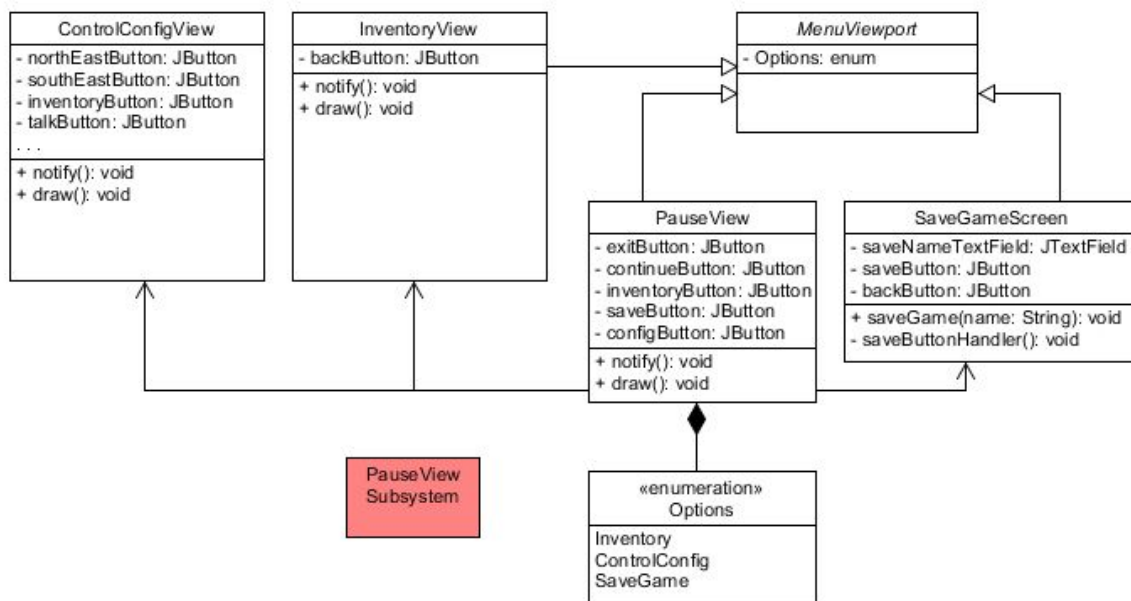 ControlConfigView
- northEastButton: JButton
- southEastButton: JButton
- inventoryButton: JButton
- talkButton: JButton
. . .
+ notify(): void
+ draw(): void
InventoryView
- backButton: JButton
+ notify(): void
+ draw(): void
MenuViewport
- Options: enum
PauseView
- exitButton: JButton
- continueButton: JButton
- inventoryButton: JButton
- saveButton: JButton
- configButton: JButton
+ notify(): void
+ draw(): void
SaveGameScreen
- saveNameTextField: JTextField
- saveButton: JButton
- backButton: JButton
+ saveGame(name: String): void
- saveButtonHandler(): void
PauseView
Subsystem
«enumeration»
Options
Inventory
ControlConfig
SaveGame